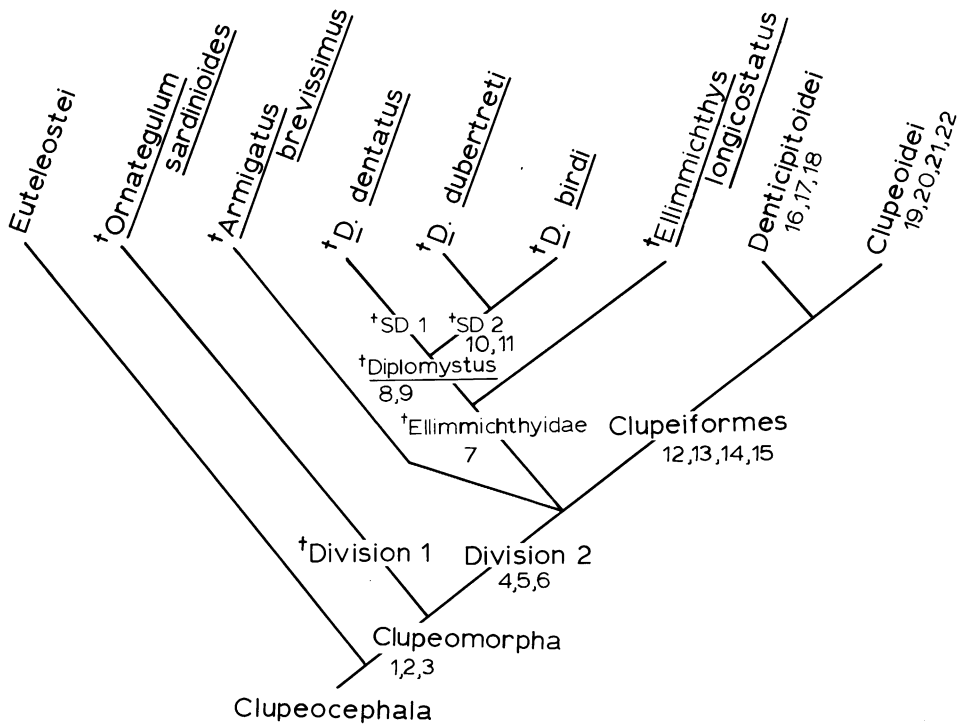 Euteleostei
†Ornategulum
sardinioides
†Armigatus
brevissimus
†D. dentatus
†D. dubertreti
†D. birdi
†Ellimmichthys
longicostatus
Denticipitoidei
16,17,18
Clupeoidei
19,20,21,22
†SD 1
†SD 2
10,11
†Diplomystus
8,9
†Ellimmichthyidae
7
Clupeiformes
12,13,14,15
†Division 1
Division 2
4,5,6
Clupeomorpha
1,2,3
Clupeocephala